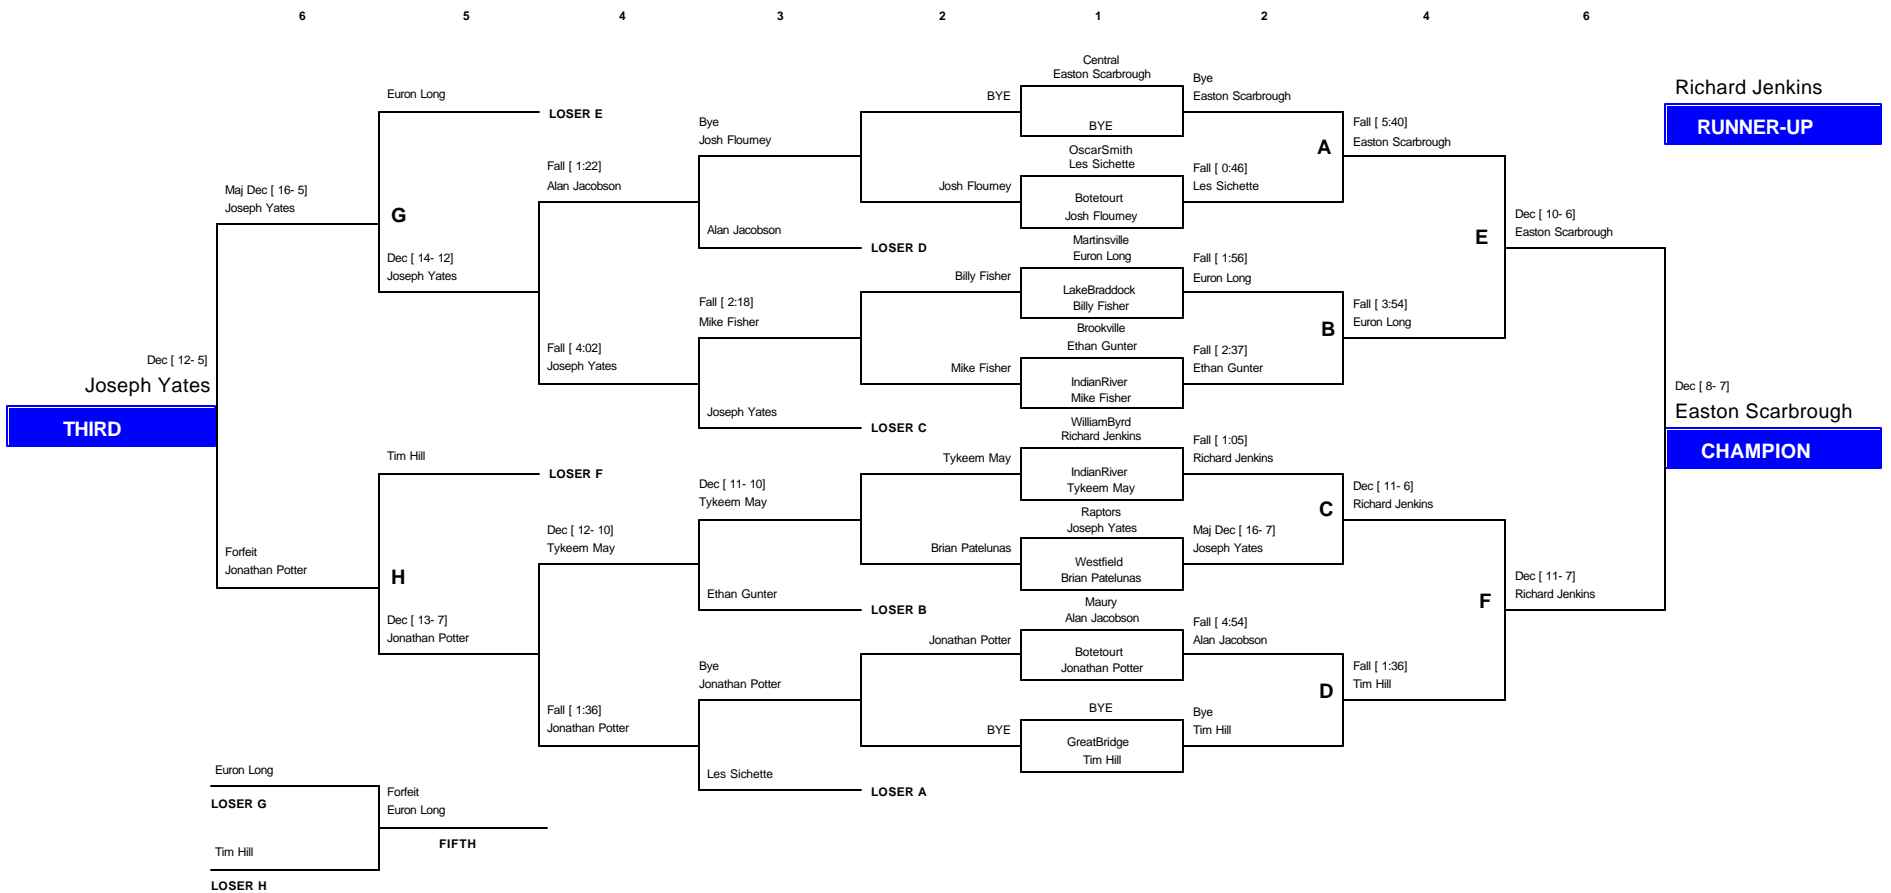 6 5 4 3 2 1 2 4 6
Central
Easton Scarbrough
BYE
OscarSmith
Les Sichette
Botetourt
Josh Flourney
Martinsville
Euron Long
LakeBraddock
Billy Fisher
Brookville
Ethan Gunter
IndianRiver
Mike Fisher
WilliamByrd
Richard Jenkins
IndianRiver
Tykeem May
Raptors
Joseph Yates
Westfield
Brian Patelunas
Maury
Alan Jacobson
Botetourt
Jonathan Potter
BYE
GreatBridge
Tim Hill
Bye
Easton Scarbrough
Fall [ 0:46]
Les Sichette
Fall [ 1:56]
Euron Long
Fall [ 2:37]
Ethan Gunter
Fall [ 1:05]
Richard Jenkins
Maj Dec [ 16- 7]
Joseph Yates
Fall [ 4:54]
Alan Jacobson
Bye
Tim Hill
A
B
C
D
Fall [ 5:40]
Easton Scarbrough
Fall [ 3:54]
Euron Long
Dec [ 11- 6]
Richard Jenkins
Fall [ 1:36]
Tim Hill
E
F
Dec [ 10- 6]
Easton Scarbrough
Dec [ 11- 7]
Richard Jenkins
Richard Jenkins
RUNNER-UP
Dec [ 8- 7]
Easton Scarbrough
CHAMPION
BYE
Josh Flourney
Billy Fisher
Mike Fisher
Tykeem May
Brian Patelunas
Jonathan Potter
BYE
Bye
Josh Flourney
Alan Jacobson
LOSER D
Fall [ 2:18]
Mike Fisher
Joseph Yates
LOSER C
Dec [ 11- 10]
Tykeem May
Ethan Gunter
LOSER B
Bye
Jonathan Potter
Les Sichette
LOSER A
Fall [ 1:22]
Alan Jacobson
Fall [ 4:02]
Joseph Yates
Dec [ 12- 10]
Tykeem May
Fall [ 1:36]
Jonathan Potter
Euron Long
LOSER E
G
Dec [ 14- 12]
Joseph Yates
Tim Hill
LOSER F
H
Dec [ 13- 7]
Jonathan Potter
Maj Dec [ 16- 5]
Joseph Yates
Forfeit
Jonathan Potter
Dec [ 12- 5]
Joseph Yates
THIRD
Euron Long
LOSER G
Tim Hill
LOSER H
Forfeit
Euron Long
FIFTH